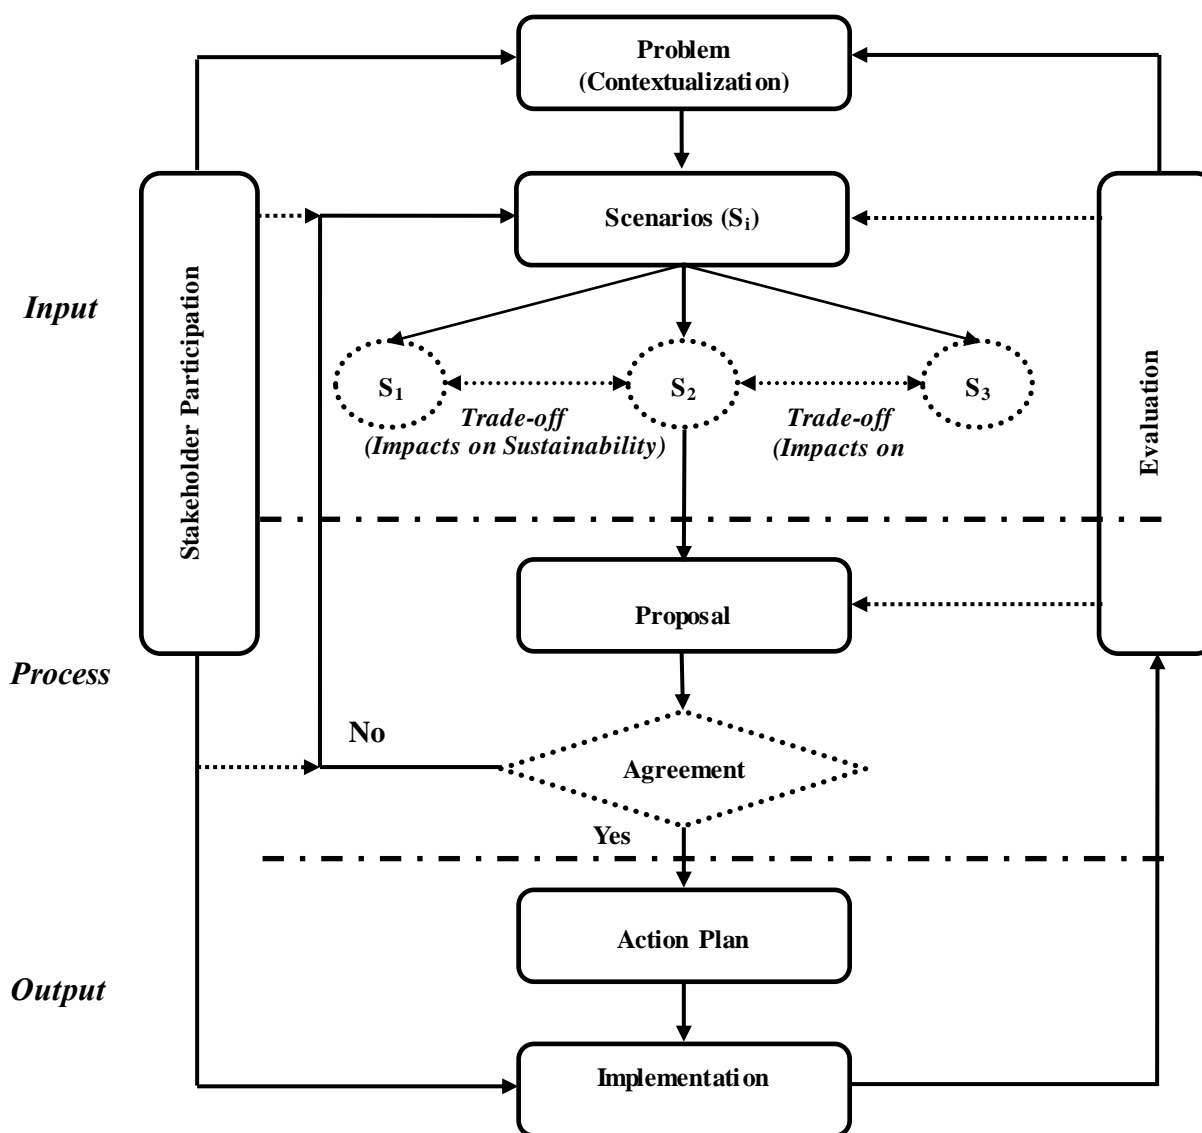 Problem
(Contextualization)
Scenarios (Si)
Stakeholder Participation
Input
Evaluation
S1
S2
S3
Trade-off
(Impacts on Sustainability)
Trade-off
(Impacts on
Proposal
Process
No
Agreement
Yes
Action Plan
Output
Implementation